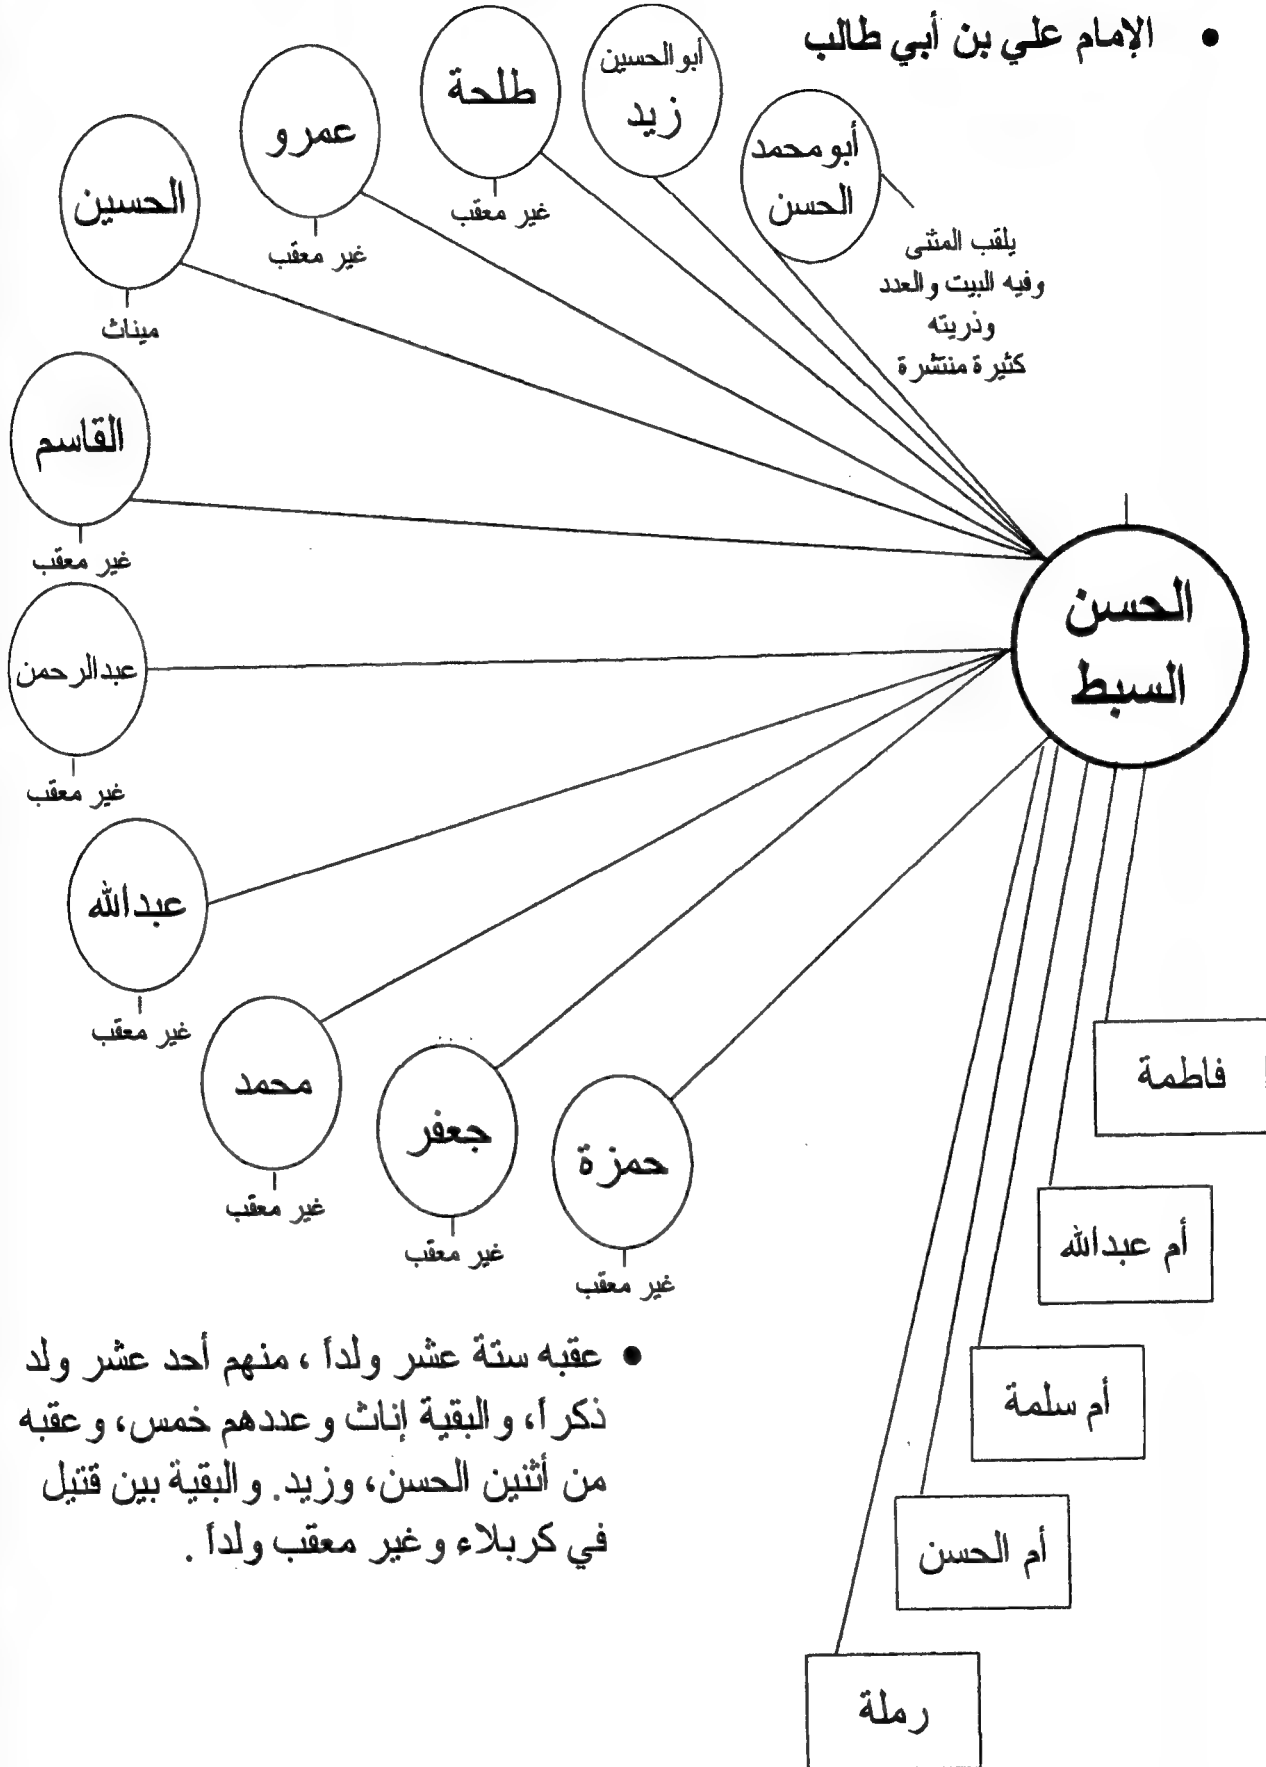 • الإمام علي بن أبي طالب
أبو محمد
الحسن
يلقب المثنى
وفيه البيت والعدد
وذريته
كثيرة منتشرة
أبو الحسين
زيد
طلحة
غير معقب
عمرو
غير معقب
الحسين
ميناث
القاسم
غير معقب
عبدالرحمن
غير معقب
عبدالله
غير معقب
محمد
غير معقب
جعفر
غير معقب
حمزة
غير معقب
الحسن
السبط
فاطمة
أم عبدالله
أم سلمة
أم الحسن
رملة
• عقبه ستة عشر ولداً ، منهم أحد عشر ولد
ذكراً، والبقية إناث وعددهم خمس، وعقبه
من أثنين الحسن، وزيد. والبقية بين قتيل
في كربلاء وغير معقب ولداً .